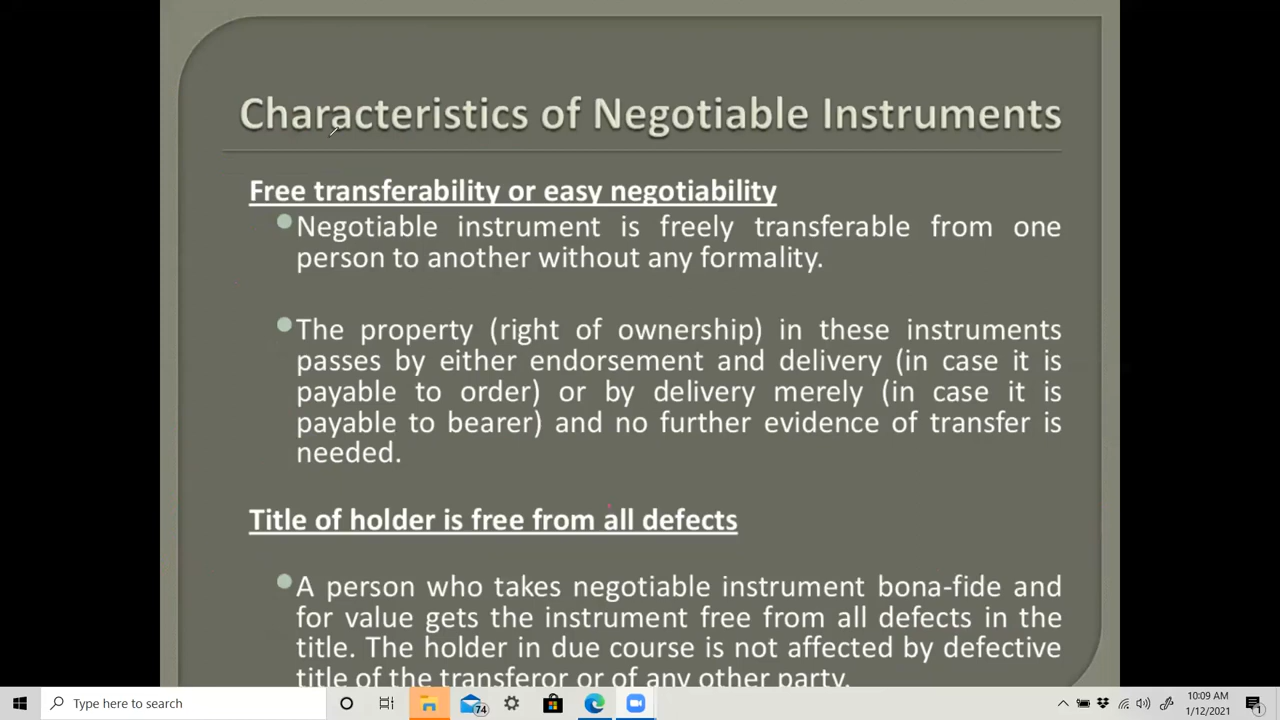 Characteristics of Negotiable Instruments
Free transferability or easy negotiability
Negotiable instrument is freely transferable from one
person to another without any formality.
The property (right of ownership) in these instruments
passes by either endorsement and delivery (in case it is
payable to order) or by delivery merely (in case it is
payable to bearer) and no further evidence of transfer is
needed.
Title of holder is free from all defects
A person who takes negotiable instrument bona-fide and
for value gets the instrument free from all defects in the
title. The holder in due course is not affected by defective
title of the transferor or of any other party.
Type here to search
74
10:09 AM
1/12/2021
1